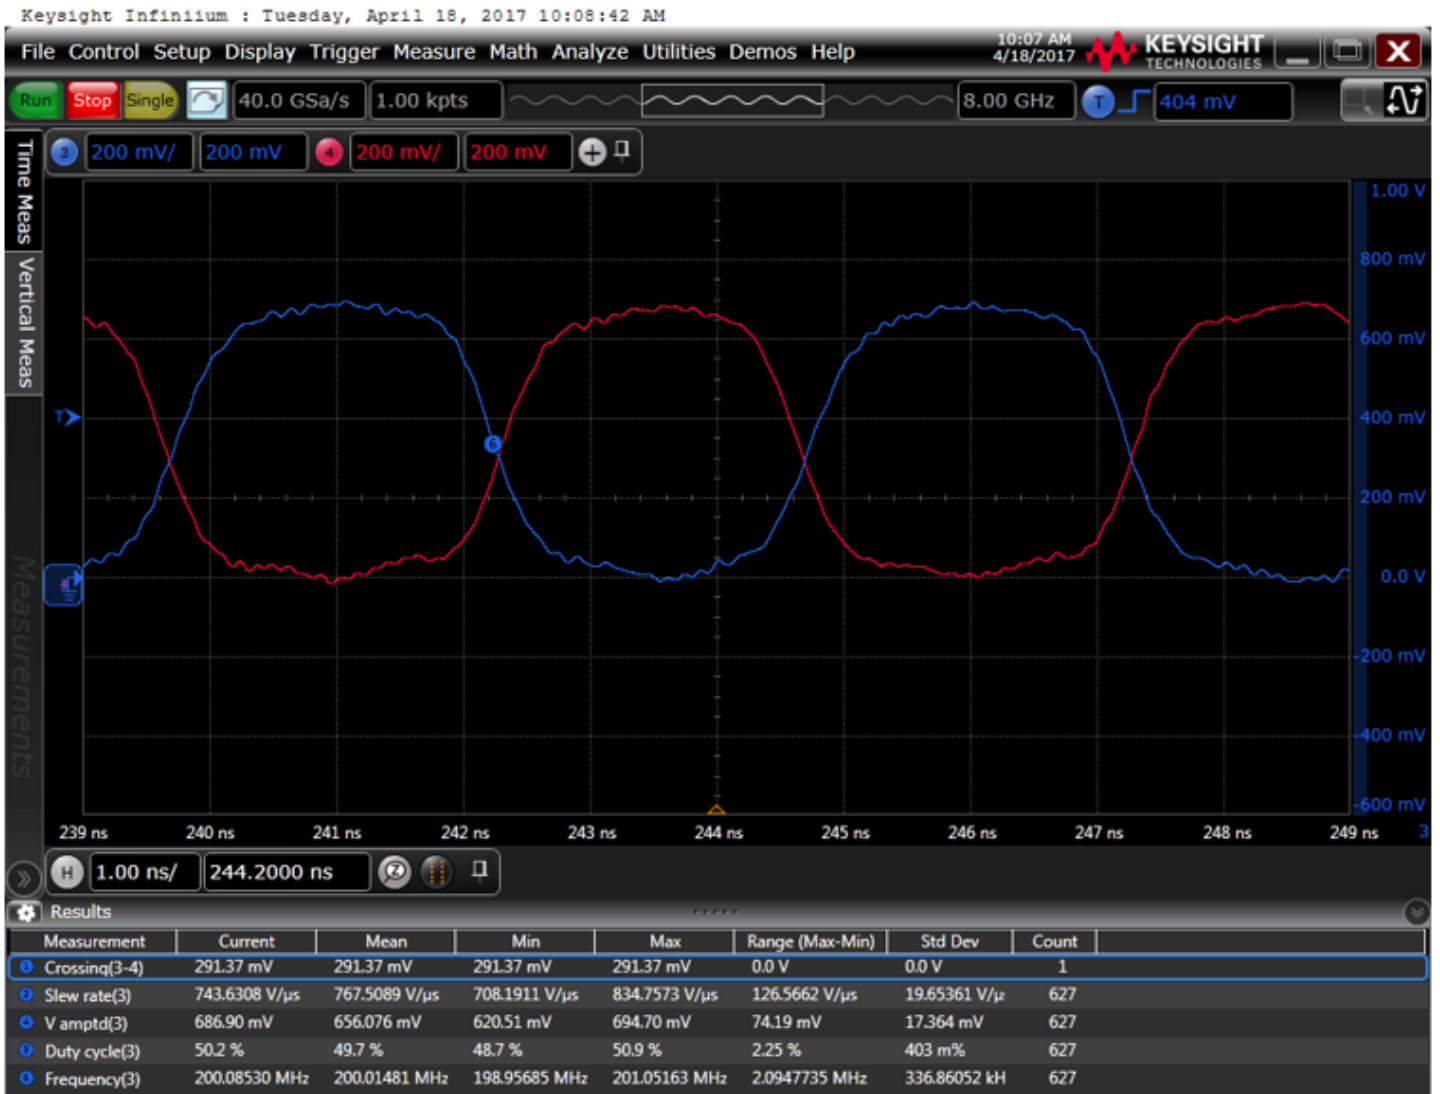 Keysight Infiniium : Tuesday, April 18, 2017 10:08:42 AM
File Control Setup Display Trigger Measure Math Analyze Utilities Demos Help
10:07 AM
4/18/2017
KEYSIGHT
TECHNOLOGIES
Run Stop Single 40.0 GSa/s 1.00 kpts 8.00 GHz T 404 mV
3 200 mV/ 200 mV 4 200 mV/ 200 mV
Time Meas
Vertical Meas
Measurements
1.00 V
800 mV
600 mV
T 400 mV
6
200 mV
0.0 V
-200 mV
-400 mV
-600 mV
239 ns 240 ns 241 ns 242 ns 243 ns 244 ns 245 ns 246 ns 247 ns 248 ns 249 ns 3
H 1.00 ns/ 244.2000 ns Z
Results
Measurement Current Mean Min Max Range (Max-Min) Std Dev Count
Crossing(3-4) 291.37 mV 291.37 mV 291.37 mV 291.37 mV 0.0 V 0.0 V 1
Slew rate(3) 743.6308 V/µs 767.5089 V/µs 708.1911 V/µs 834.7573 V/µs 126.5662 V/µs 19.65361 V/µ 627
V amptd(3) 686.90 mV 656.076 mV 620.51 mV 694.70 mV 74.19 mV 17.364 mV 627
Duty cycle(3) 50.2 % 49.7 % 48.7 % 50.9 % 2.25 % 403 m% 627
Frequency(3) 200.08530 MHz 200.01481 MHz 198.95685 MHz 201.05163 MHz 2.0947735 MHz 336.86052 kH 627